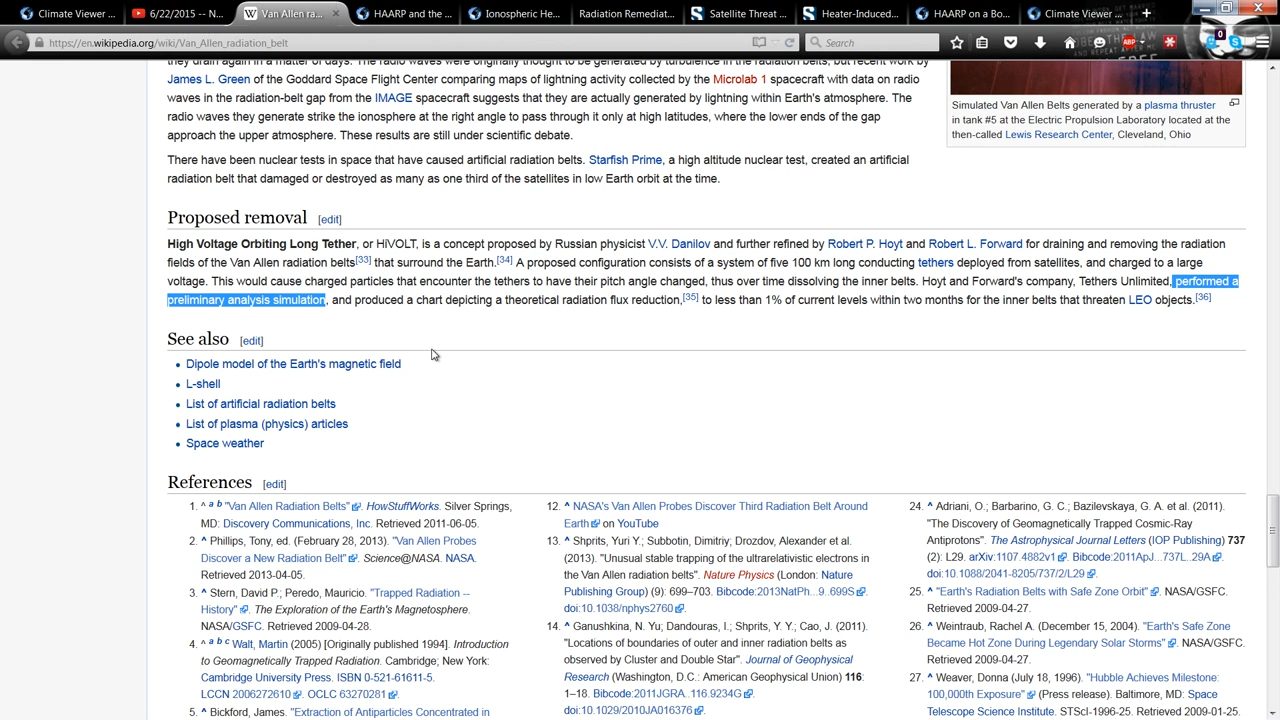 Climate Viewer ...
6/22/2015 -- N...
Van Allen ra...
HAARP and the ...
Ionospheric He...
Radiation Remediat...
Satellite Threat ...
Heater-Induced...
HAARP on a Bo...
Climate Viewer ...
https://en.wikipedia.org/wiki/Van_Allen_radiation_belt
Search
ABP
0
FREE
they drain again in a matter of days. The radio waves were originally thought to be generated by turbulence in the radiation belts, but recent work by
James L. Green of the Goddard Space Flight Center comparing maps of lightning activity collected by the Microlab 1 spacecraft with data on radio
waves in the radiation-belt gap from the IMAGE spacecraft suggests that they are actually generated by lightning within Earth's atmosphere. The
radio waves they generate strike the ionosphere at the right angle to pass through it only at high latitudes, where the lower ends of the gap
approach the upper atmosphere. These results are still under scientific debate.
There have been nuclear tests in space that have caused artificial radiation belts. Starfish Prime, a high altitude nuclear test, created an artificial
radiation belt that damaged or destroyed as many as one third of the satellites in low Earth orbit at the time.
Simulated Van Allen Belts generated by a plasma thruster
in tank #5 at the Electric Propulsion Laboratory located at the
then-called Lewis Research Center, Cleveland, Ohio
Proposed removal [edit]
High Voltage Orbiting Long Tether, or HiVOLT, is a concept proposed by Russian physicist V.V. Danilov and further refined by Robert P. Hoyt and Robert L. Forward for draining and removing the radiation
fields of the Van Allen radiation belts[33] that surround the Earth.[34] A proposed configuration consists of a system of five 100 km long conducting tethers deployed from satellites, and charged to a large
voltage. This would cause charged particles that encounter the tethers to have their pitch angle changed, thus over time dissolving the inner belts. Hoyt and Forward's company, Tethers Unlimited, performed a
preliminary analysis simulation, and produced a chart depicting a theoretical radiation flux reduction,[35] to less than 1% of current levels within two months for the inner belts that threaten LEO objects.[36]
See also [edit]
Dipole model of the Earth's magnetic field
L-shell
List of artificial radiation belts
List of plasma (physics) articles
Space weather
References [edit]
1. ^ a b "Van Allen Radiation Belts". HowStuffWorks. Silver Springs,
MD: Discovery Communications, Inc. Retrieved 2011-06-05.
2. ^ Phillips, Tony, ed. (February 28, 2013). "Van Allen Probes
Discover a New Radiation Belt". Science@NASA. NASA.
Retrieved 2013-04-05.
3. ^ Stern, David P.; Peredo, Mauricio. "Trapped Radiation --
History". The Exploration of the Earth's Magnetosphere.
NASA/GSFC. Retrieved 2009-04-28.
4. ^ a b c Walt, Martin (2005) [Originally published 1994]. Introduction
to Geomagnetically Trapped Radiation. Cambridge; New York:
Cambridge University Press. ISBN 0-521-61611-5.
LCCN 2006272610. OCLC 63270281.
5. ^ Bickford, James. "Extraction of Antiparticles Concentrated in
12. ^ NASA's Van Allen Probes Discover Third Radiation Belt Around
Earth on YouTube
13. ^ Shprits, Yuri Y.; Subbotin, Dimitriy; Drozdov, Alexander et al.
(2013). "Unusual stable trapping of the ultrarelativistic electrons in
the Van Allen radiation belts". Nature Physics (London: Nature
Publishing Group) (9): 699–703. Bibcode:2013NatPh...9..699S.
doi:10.1038/nphys2760.
14. ^ Ganushkina, N. Yu; Dandouras, I.; Shprits, Y. Y.; Cao, J. (2011).
"Locations of boundaries of outer and inner radiation belts as
observed by Cluster and Double Star". Journal of Geophysical
Research (Washington, D.C.: American Geophysical Union) 116:
1–18. Bibcode:2011JGRA..116.9234G.
doi:10.1029/2010JA016376.
24. ^ Adriani, O.; Barbarino, G. C.; Bazilevskaya, G. A. et al. (2011).
"The Discovery of Geomagnetically Trapped Cosmic-Ray
Antiprotons". The Astrophysical Journal Letters (IOP Publishing) 737
(2): L29. arXiv:1107.4882v1. Bibcode:2011ApJ...737L..29A.
doi:10.1088/2041-8205/737/2/L29.
25. ^ "Earth's Radiation Belts with Safe Zone Orbit". NASA/GSFC.
Retrieved 2009-04-27.
26. ^ Weintraub, Rachel A. (December 15, 2004). "Earth's Safe Zone
Became Hot Zone During Legendary Solar Storms". NASA/GSFC.
Retrieved 2009-04-27.
27. ^ Weaver, Donna (July 18, 1996). "Hubble Achieves Milestone:
100,000th Exposure" (Press release). Baltimore, MD: Space
Telescope Science Institute. STScI-1996-25. Retrieved 2009-01-25.